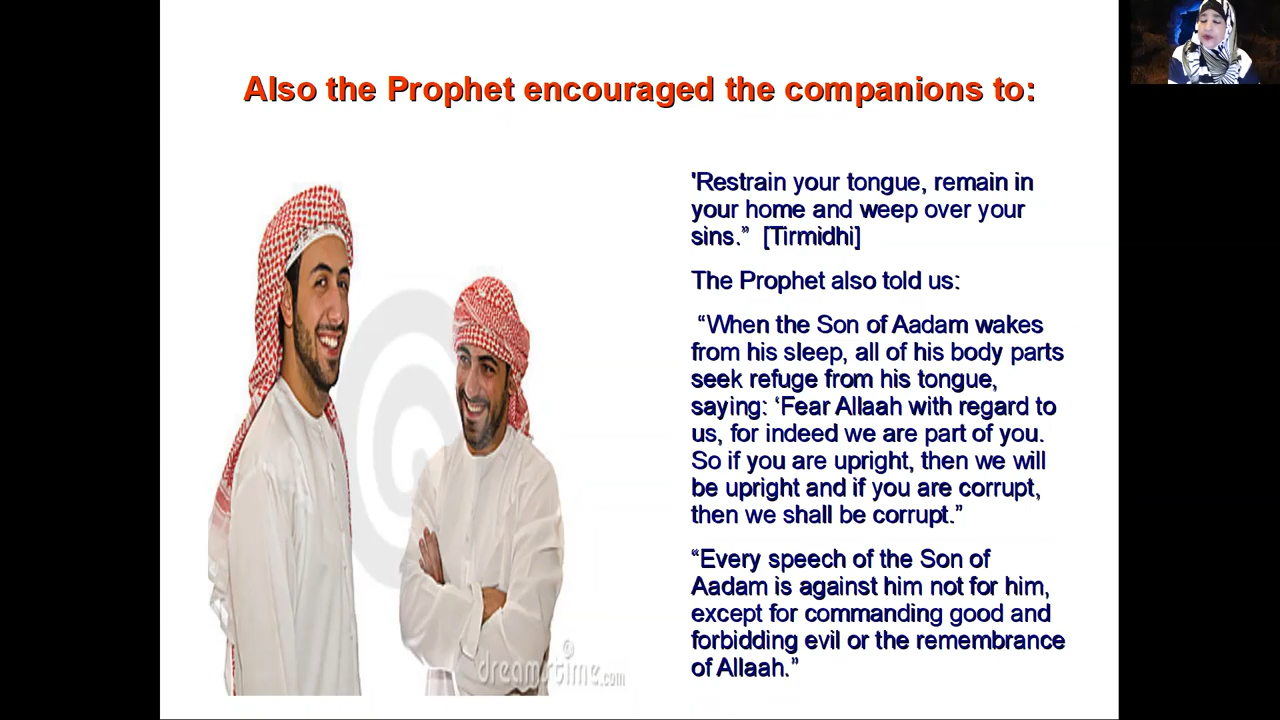 Also the Prophet encouraged the companions to:
'Restrain your tongue, remain in
your home and weep over your
sins.” [Tirmidhi]
The Prophet also told us:
“When the Son of Aadam wakes
from his sleep, all of his body parts
seek refuge from his tongue,
saying: ‘Fear Allaah with regard to
us, for indeed we are part of you.
So if you are upright, then we will
be upright and if you are corrupt,
then we shall be corrupt.”
“Every speech of the Son of
Aadam is against him not for him,
except for commanding good and
forbidding evil or the remembrance
of Allaah.”
dreamstime.com